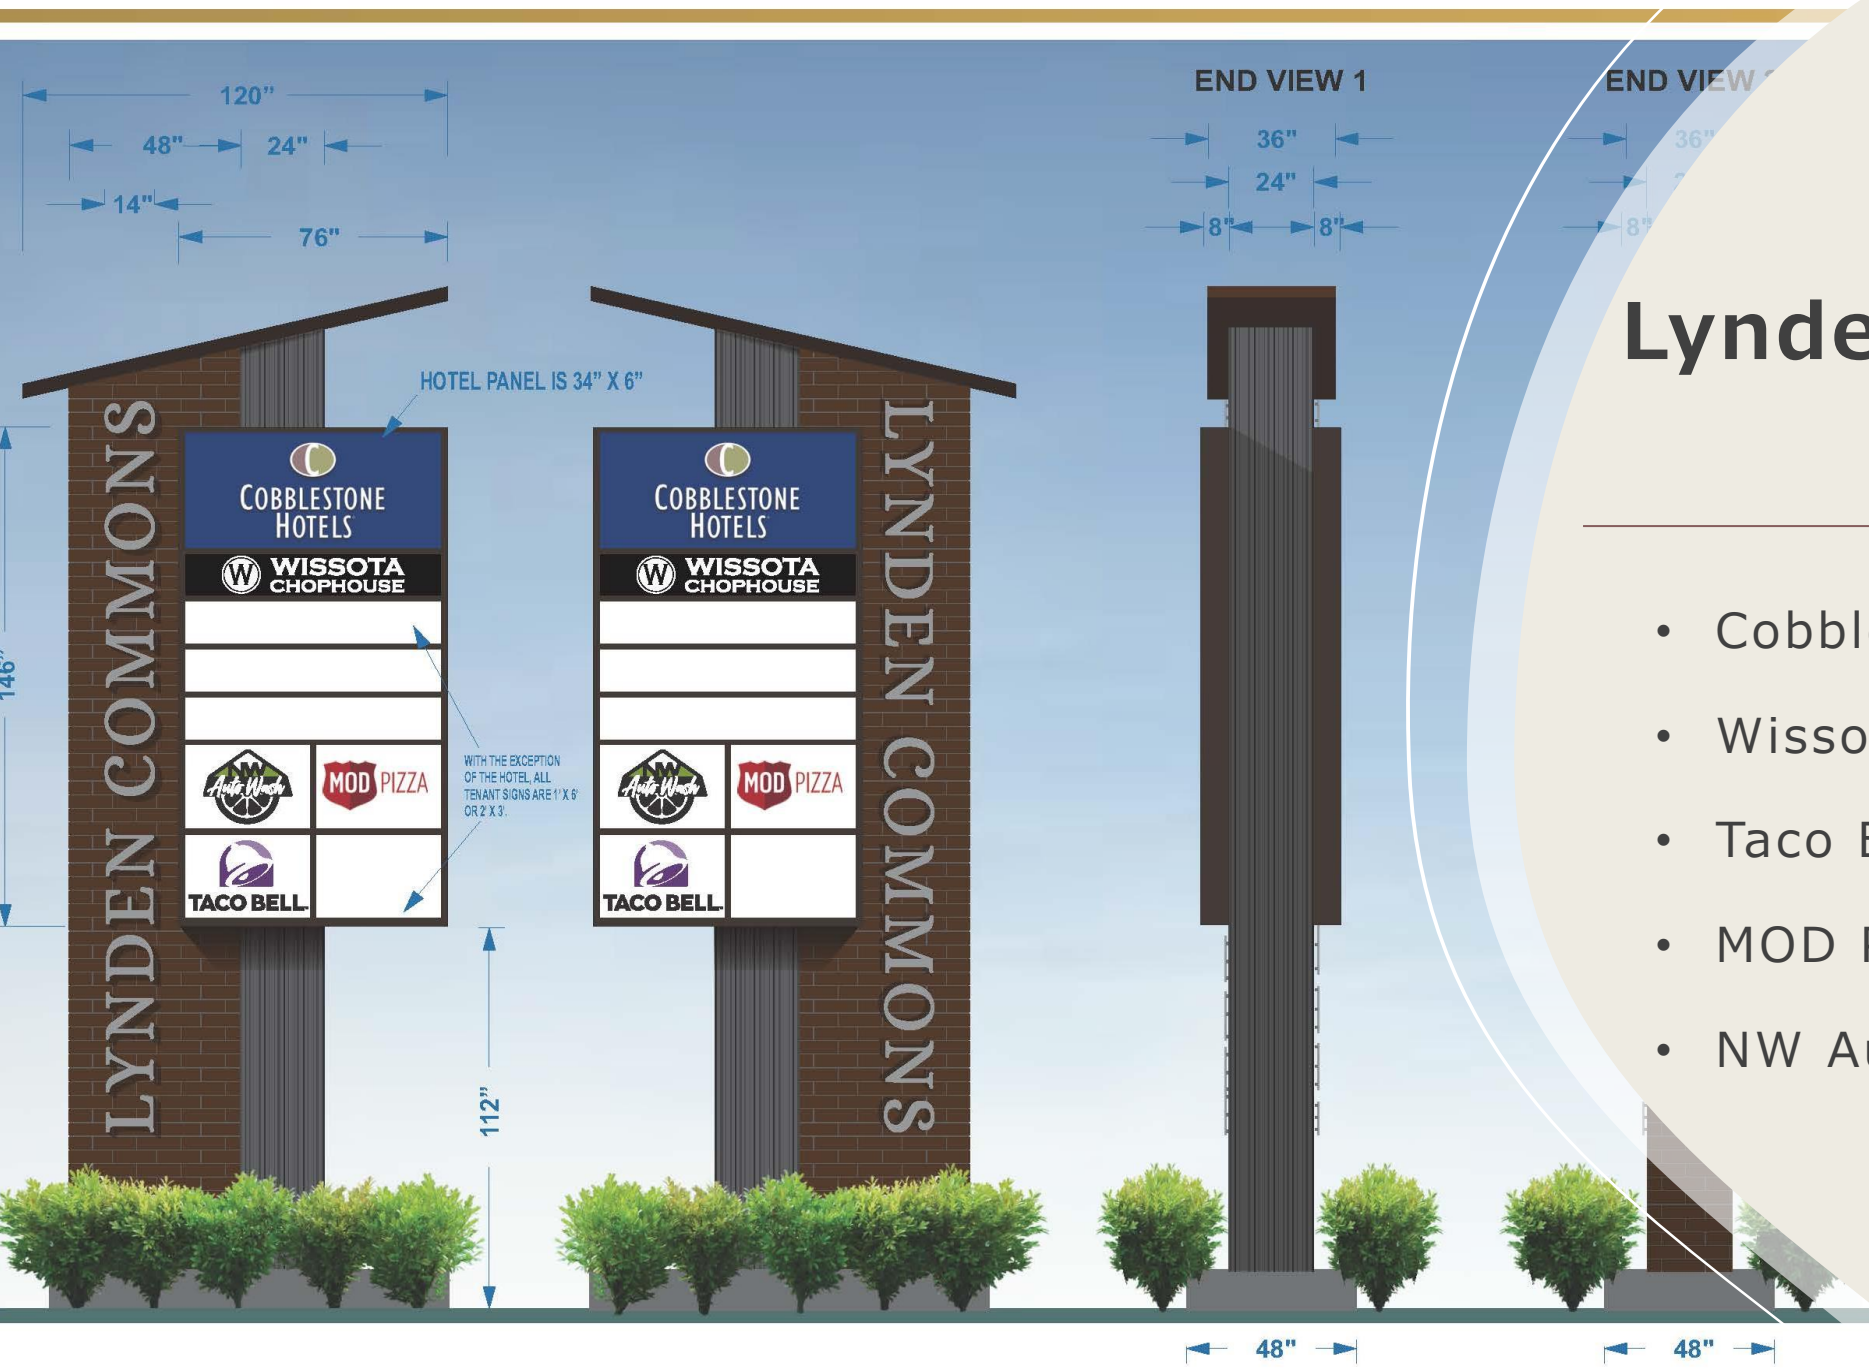 END VIEW 1
END VIEW
120”
36"
36"
48"
24"
24"
14"
8"
8"
8"
76"
HOTEL PANEL IS 34” X 6”
LYNDEN COMMONS
LYNDEN COMMONS
C
COBBLESTONE
HOTELS
C
COBBLESTONE
HOTELS
W WISSOTA
CHOPHOUSE
W WISSOTA
CHOPHOUSE
146”
NW
Auto Wash
MOD PIZZA
WITH THE EXCEPTION
OF THE HOTEL, ALL
TENANT SIGNS ARE 1' X 6'
OR 2' X 3'.
NW
Auto Wash
MOD PIZZA
TACO BELL
TACO BELL
112”
48"
48"
Lynde
• Cobbl
• Wisso
• Taco
• MOD
• NW Au